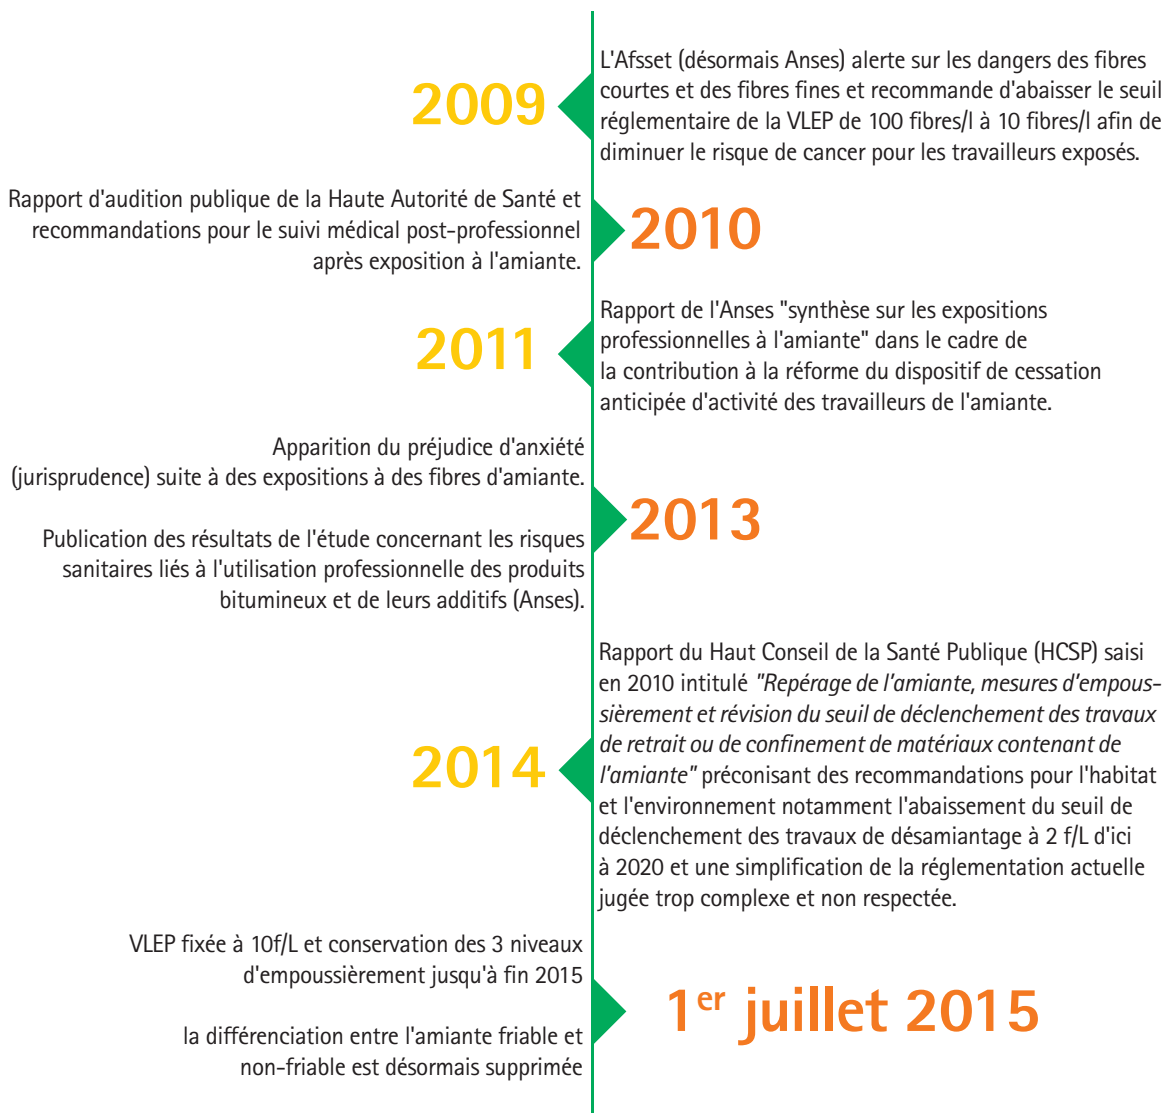 2009
L'Afsset (désormais Anses) alerte sur les dangers des fibres
courtes et des fibres fines et recommande d'abaisser le seuil
réglementaire de la VLEP de 100 fibres/l à 10 fibres/l afin de
diminuer le risque de cancer pour les travailleurs exposés.
Rapport d'audition publique de la Haute Autorité de Santé et
recommandations pour le suivi médical post-professionnel
après exposition à l'amiante.
2010
2011
Rapport de l'Anses "synthèse sur les expositions
professionnelles à l'amiante" dans le cadre de
la contribution à la réforme du dispositif de cessation
anticipée d'activité des travailleurs de l'amiante.
Apparition du préjudice d'anxiété
(jurisprudence) suite à des expositions à des fibres d'amiante.
Publication des résultats de l'étude concernant les risques
sanitaires liés à l'utilisation professionnelle des produits
bitumineux et de leurs additifs (Anses).
2013
2014
Rapport du Haut Conseil de la Santé Publique (HCSP) saisi
en 2010 intitulé "Repérage de l'amiante, mesures d'empous-
sièrement et révision du seuil de déclenchement des travaux
de retrait ou de confinement de matériaux contenant de
l'amiante" préconisant des recommandations pour l'habitat
et l'environnement notamment l'abaissement du seuil de
déclenchement des travaux de désamiantage à 2 f/L d'ici
à 2020 et une simplification de la réglementation actuelle
jugée trop complexe et non respectée.
VLEP fixée à 10f/L et conservation des 3 niveaux
d'empoussièrement jusqu'à fin 2015
la différenciation entre l'amiante friable et
non-friable est désormais supprimée
1er juillet 2015